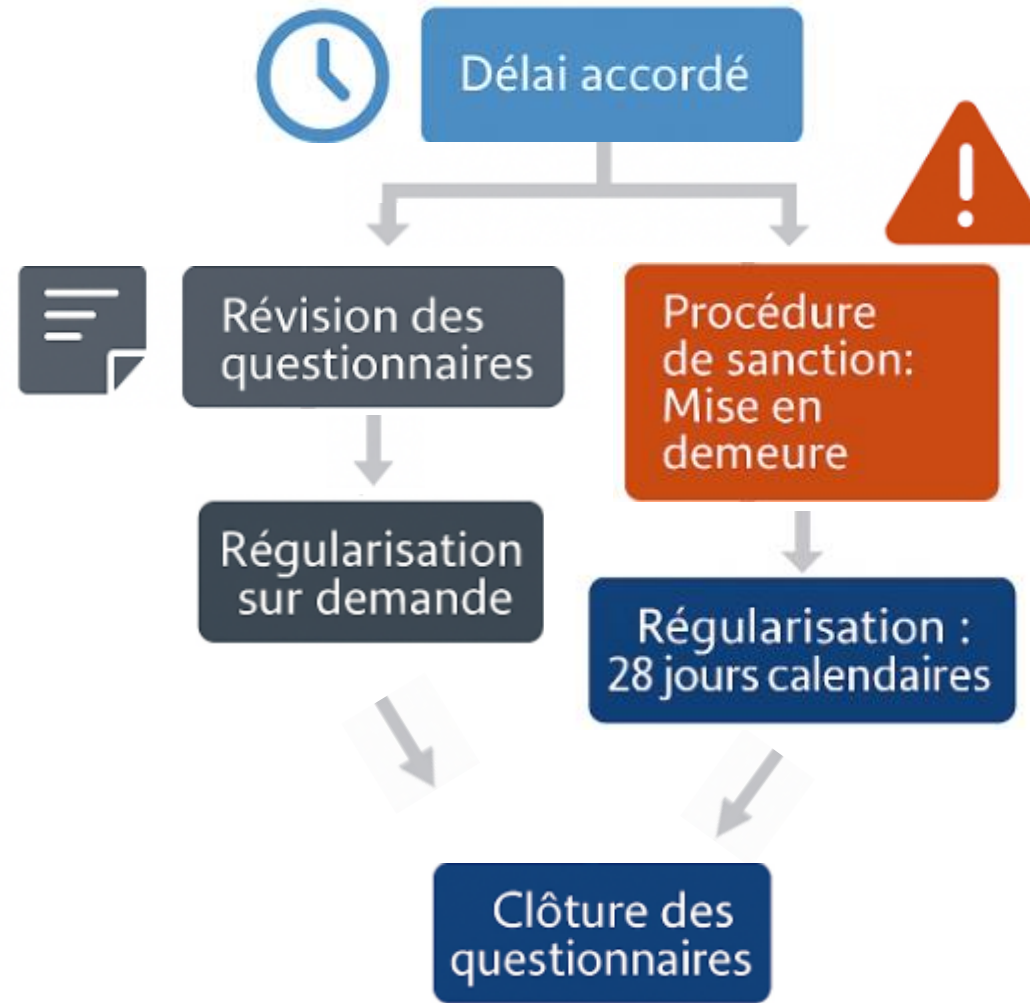 Délai accordé
Révision des
questionnaires
Procédure
de sanction:
Mise en
demeure
Régularisation
sur demande
Régularisation :
28 jours calendaires
Clôture des
questionnaires